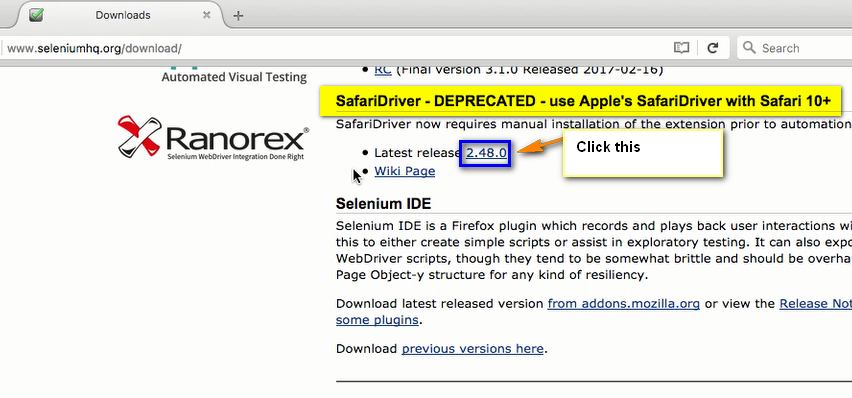 Downloads
www.seleniumhq.org/download/
Search
Automated Visual Testing
Ranorex®
Selenium WebDriver Integration Done Right
RC (Final version 3.1.0 Released 2017-02-16)
SafariDriver - DEPRECATED - use Apple's SafariDriver with Safari 10+
SafariDriver now requires manual installation of the extension prior to automation
Latest release 2.48.0
Click this
Wiki Page
Selenium IDE
Selenium IDE is a Firefox plugin which records and plays back user interactions wi
this to either create simple scripts or assist in exploratory testing. It can also expo
WebDriver scripts, though they tend to be somewhat brittle and should be overha
Page Object-y structure for any kind of resiliency.
Download latest released version from addons.mozilla.org or view the Release Not
some plugins.
Download previous versions here.